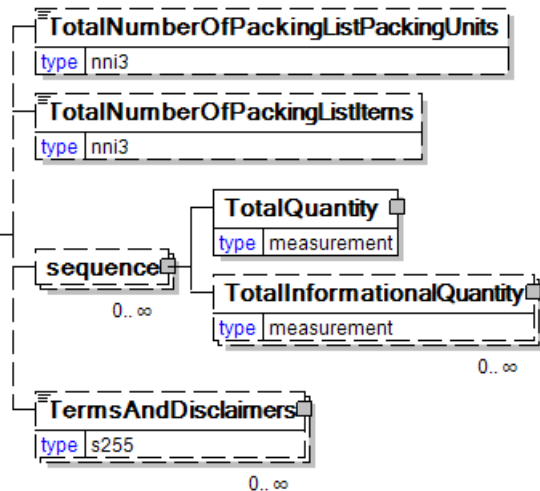 TotalNumberOfPackingListPackingUnits
type nni3
TotalNumberOfPackingListItems
type nni3
TotalQuantity
type measurement
sequence
0.. ∞
TotalInformationalQuantity
type measurement
0.. ∞
TermsAndDisclaimers
type s255
0.. ∞